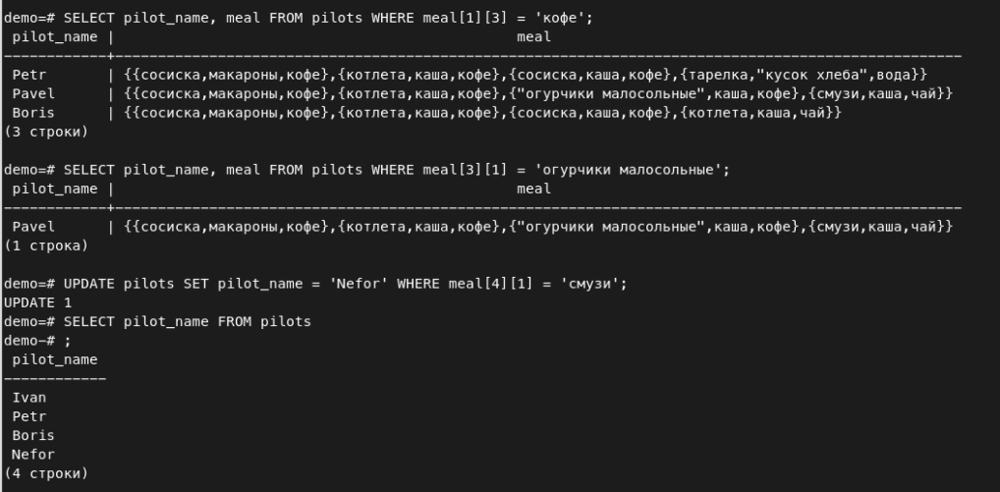 demo=# SELECT pilot_name, meal FROM pilots WHERE meal[1][3] = 'кофе';
 pilot_name |                                                meal
------------+----------------------------------------------------------------------------------------------------
 Petr       | {{сосиска,макароны,кофе},{котлета,каша,кофе},{сосиска,каша,кофе},{тарелка,"кусок хлеба",вода}}
 Pavel      | {{сосиска,макароны,кофе},{котлета,каша,кофе},{"огурчики малосольные",каша,кофе},{смузи,каша,чай}}
 Boris      | {{сосиска,макароны,кофе},{котлета,каша,кофе},{сосиска,каша,кофе},{котлета,каша,чай}}
(3 строки)

demo=# SELECT pilot_name, meal FROM pilots WHERE meal[3][1] = 'огурчики малосольные';
 pilot_name |                                                meal
------------+----------------------------------------------------------------------------------------------------
 Pavel      | {{сосиска,макароны,кофе},{котлета,каша,кофе},{"огурчики малосольные",каша,кофе},{смузи,каша,чай}}
(1 строка)

demo=# UPDATE pilots SET pilot_name = 'Nefor' WHERE meal[4][1] = 'смузи';
UPDATE 1
demo=# SELECT pilot_name FROM pilots
demo-# ;
 pilot_name
------------
 Ivan
 Petr
 Boris
 Nefor
(4 строки)